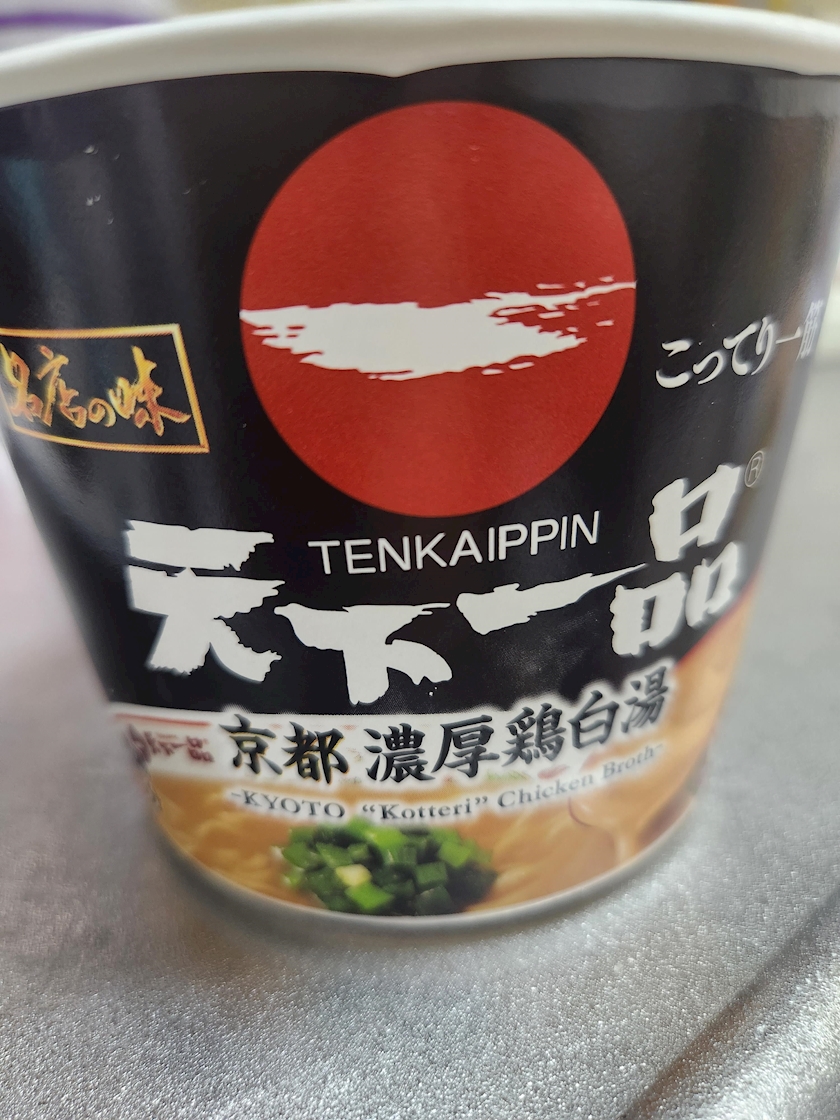 名店の味
こってり一筋
®
TENKAIPPIN
天下一品
京都 濃厚鶏白湯
-KYOTO “Kotteri” Chicken Broth-